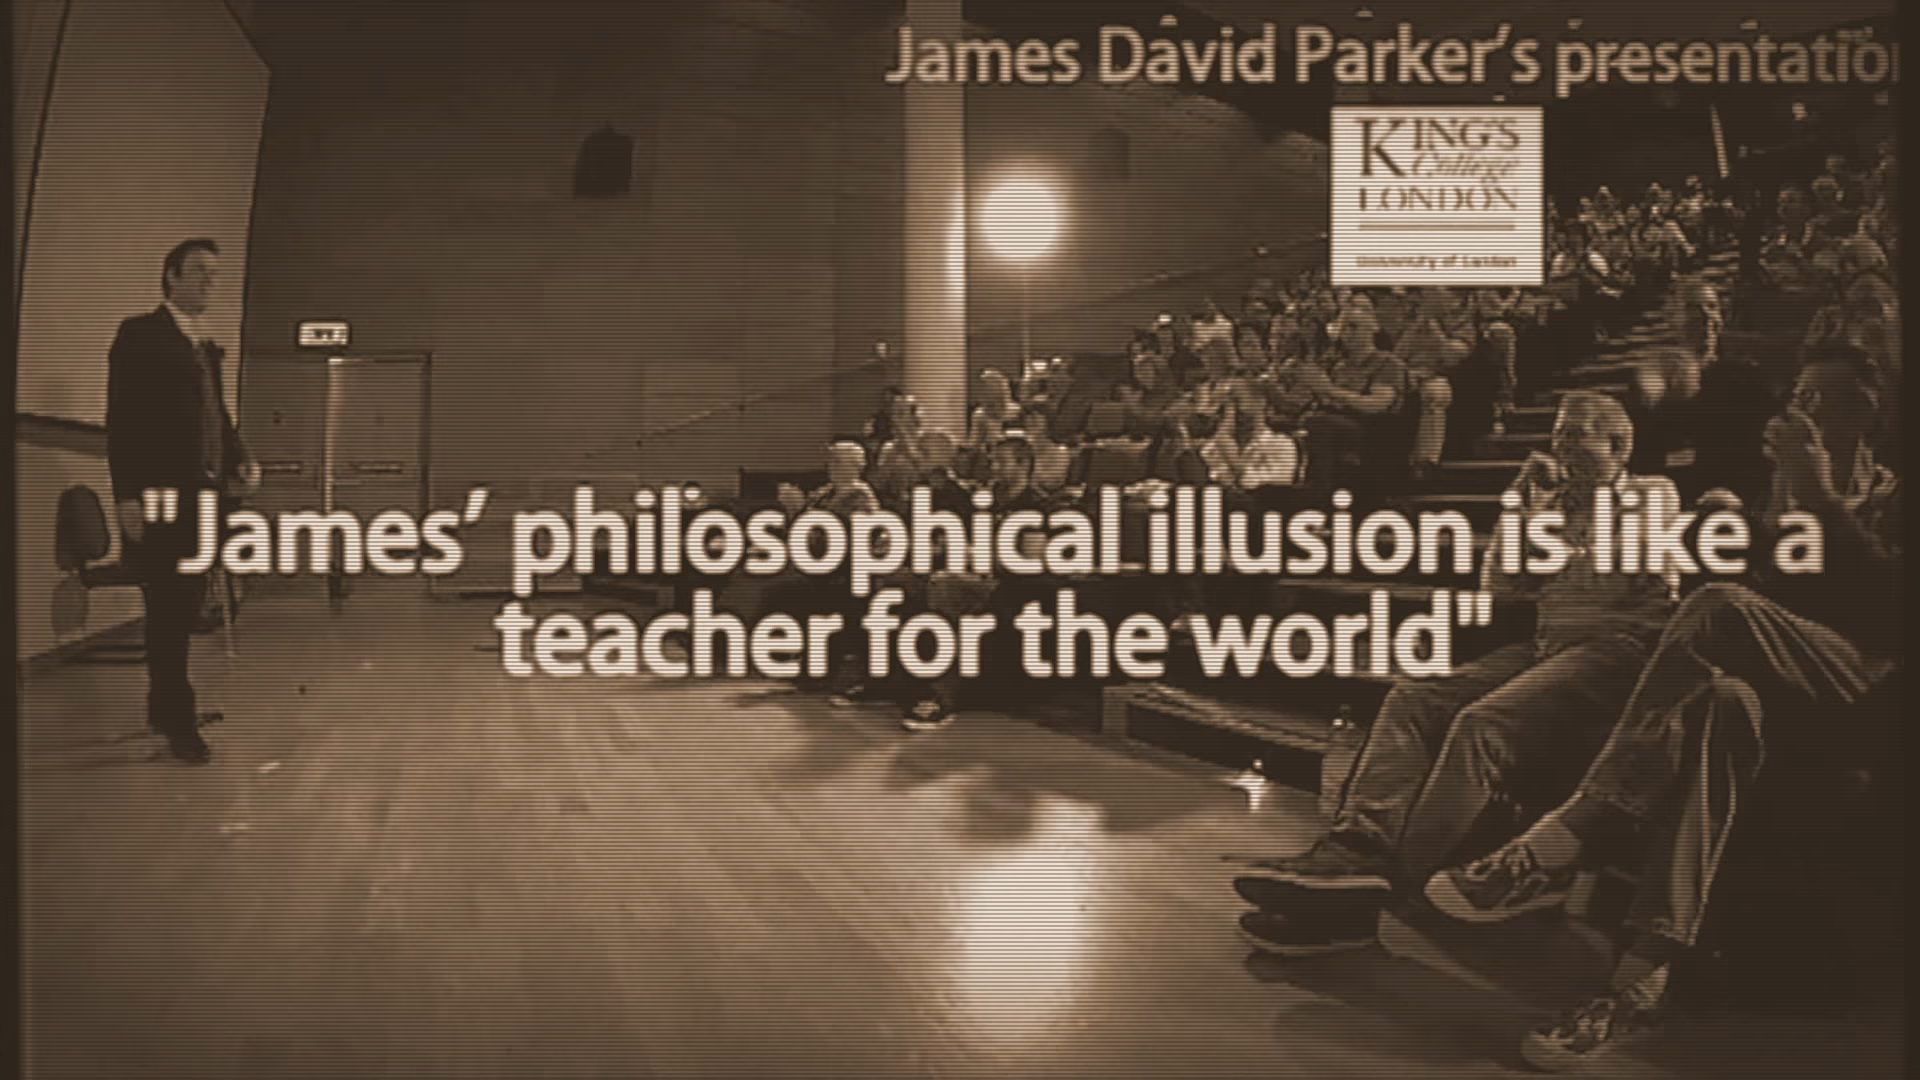 James David Parker’s presentation
KING'S
College
LONDON
University of London
EXIT
"James’ philosophical illusion is like a
teacher for the world"